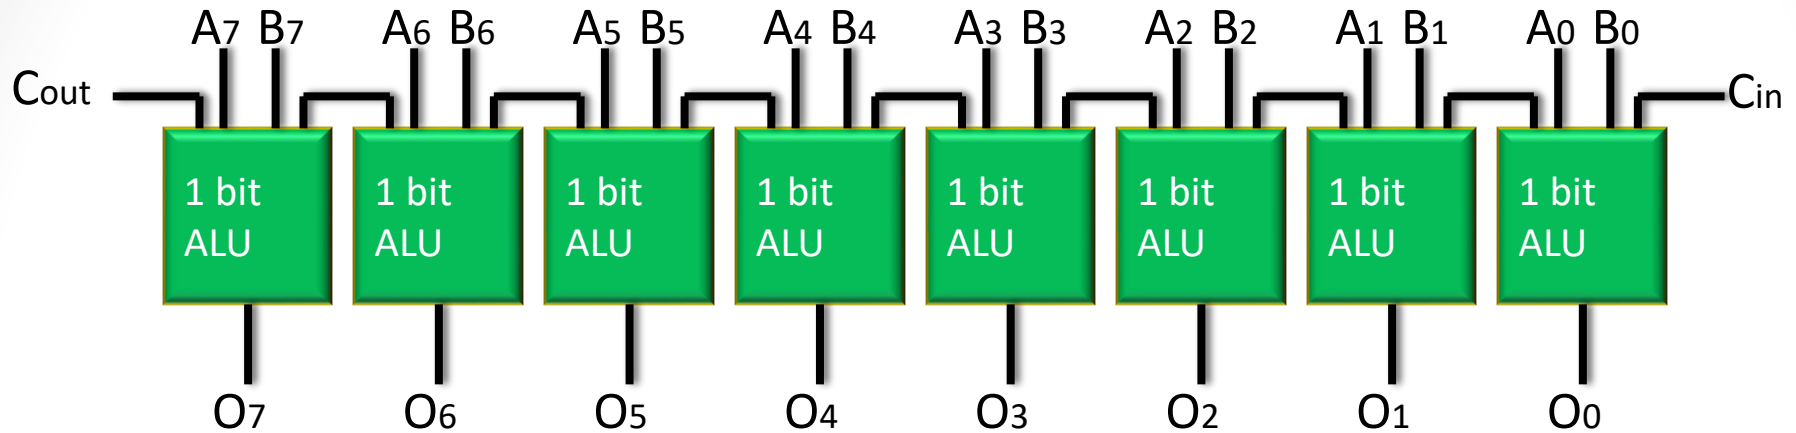 A7 B7 A6 B6 A5 B5 A4 B4 A3 B3 A2 B2 A1 B1 A0 B0
Cout Cin
1 bit 1 bit 1 bit 1 bit 1 bit 1 bit 1 bit 1 bit
ALU ALU ALU ALU ALU ALU ALU ALU
O7 O6 O5 O4 O3 O2 O1 O0